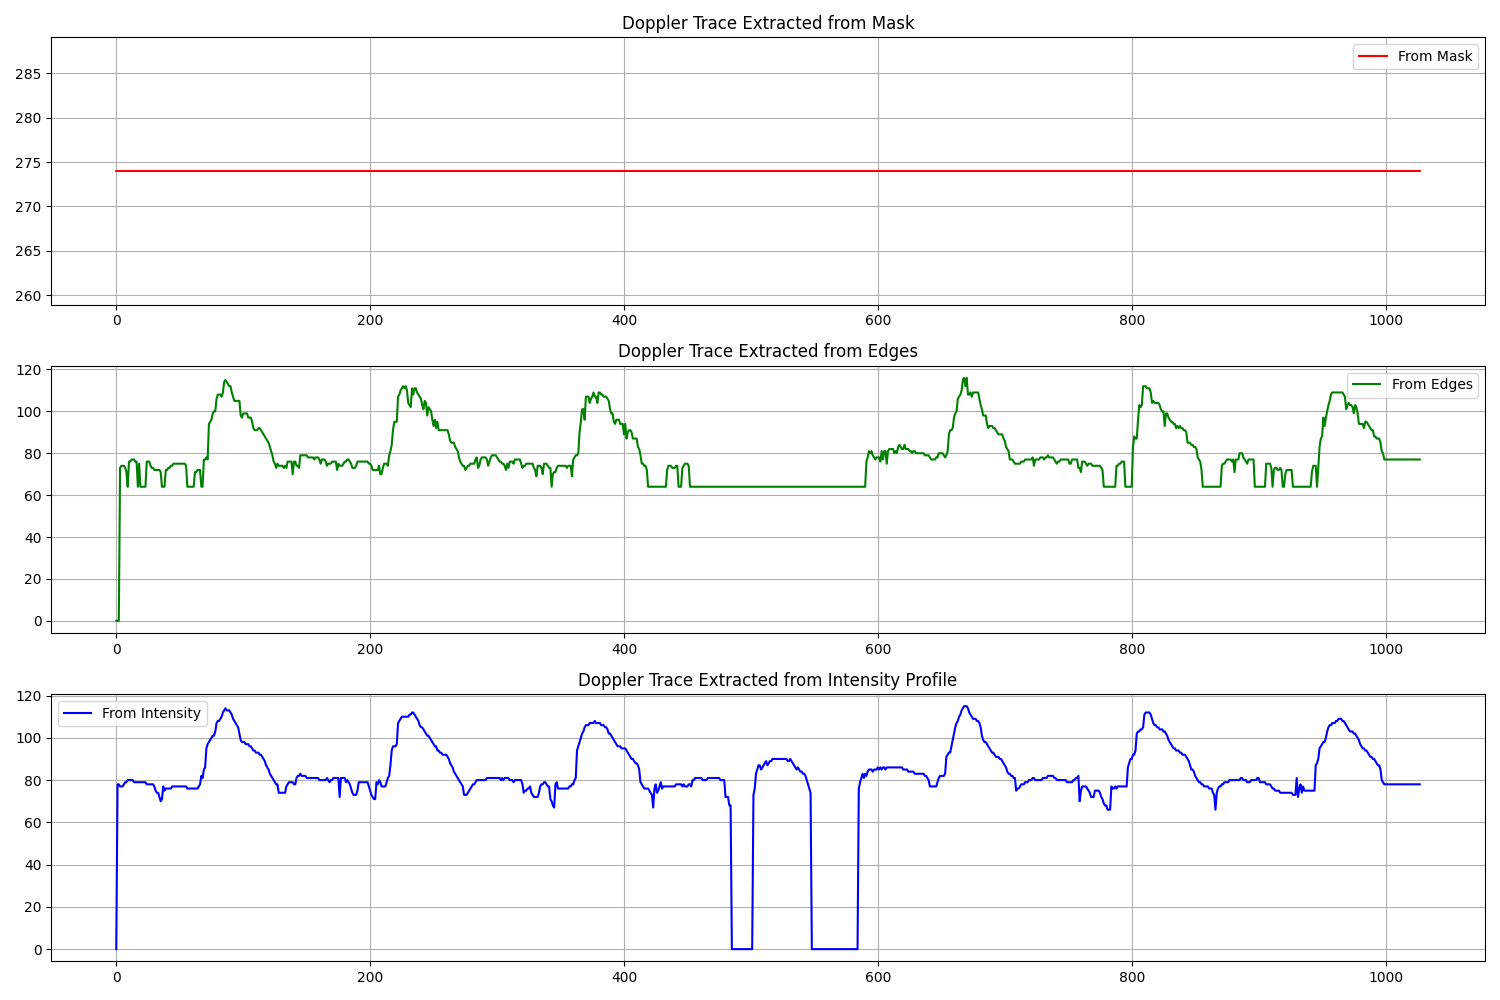 Doppler Trace Extracted from Mask
From Mask
285
280
275
270
265
260
0 200 400 600 800 1000
Doppler Trace Extracted from Edges
From Edges
120
100
80
60
40
20
0
0 200 400 600 800 1000
Doppler Trace Extracted from Intensity Profile
From Intensity
120
100
80
60
40
20
0
0 200 400 600 800 1000